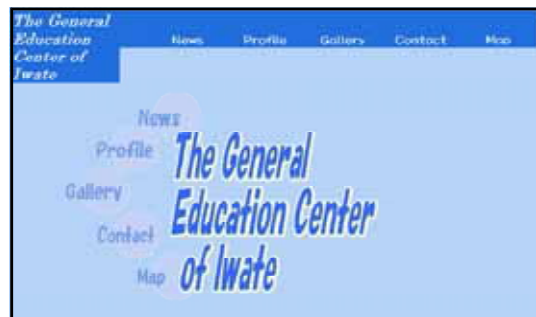 The General
Education
Center of
Iwate
News Profile Gallery Contact Map
News
Profile
The General
Gallery
Education Center
Contact
of Iwate
Map